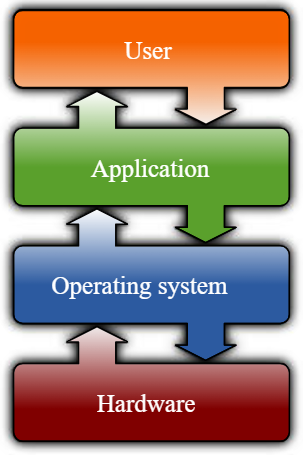 User
Application
Operating system
Hardware